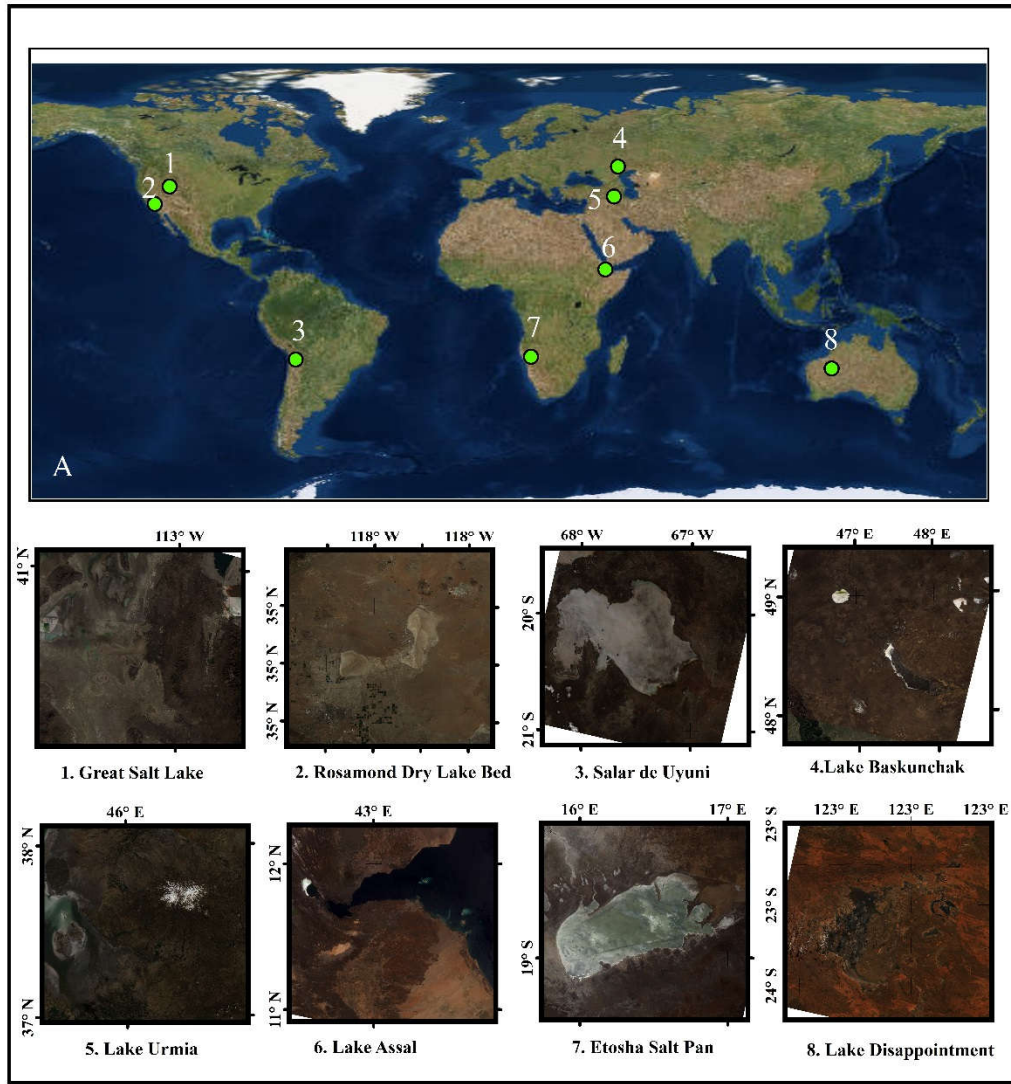 4
1
2
5
6
7
3
8
A
113° W
41° N
1. Great Salt Lake
118° W 118° W
35° N
35° N
35° N
2. Rosamond Dry Lake Bed
68° W 67° W
20° S
21° S
3. Salar de Uyuni
47° E 48° E
49° N
48° N
4.Lake Baskunchak
46° E
38° N
37° N
5. Lake Urmia
43° E
12° N
11° N
6. Lake Assal
16° E 17° E
19° S
7. Etosha Salt Pan
123° E 123° E 123° E
23° S
23° S
24° S
8. Lake Disappointment